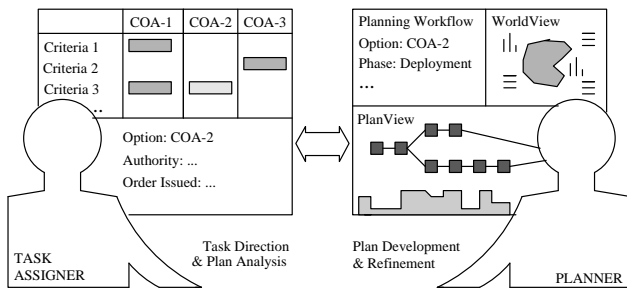 COA-1 COA-2 COA-3
Criteria 1
Criteria 2
Criteria 3
..
Option: COA-2
Authority: ...
Order Issued: ...
Planning Workflow
Option: COA-2
Phase: Deployment
...
WorldView
PlanView
TASK
ASSIGNER
Task Direction
& Plan Analysis
Plan Development
& Refinement
PLANNER